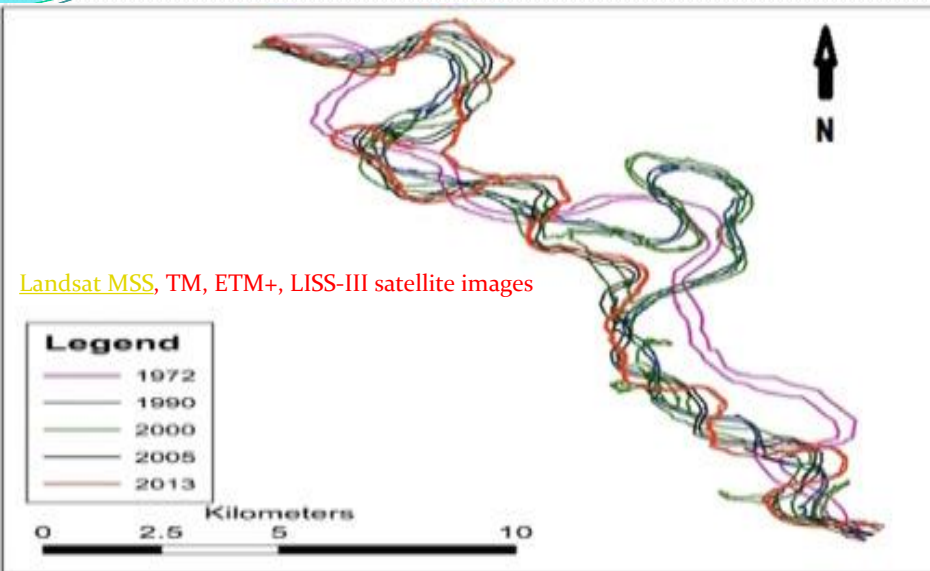 N
Landsat MSS, TM, ETM+, LISS-III satellite images
Legend
1972
1990
2000
2005
2013
Kilometers
0 2.5 5 10